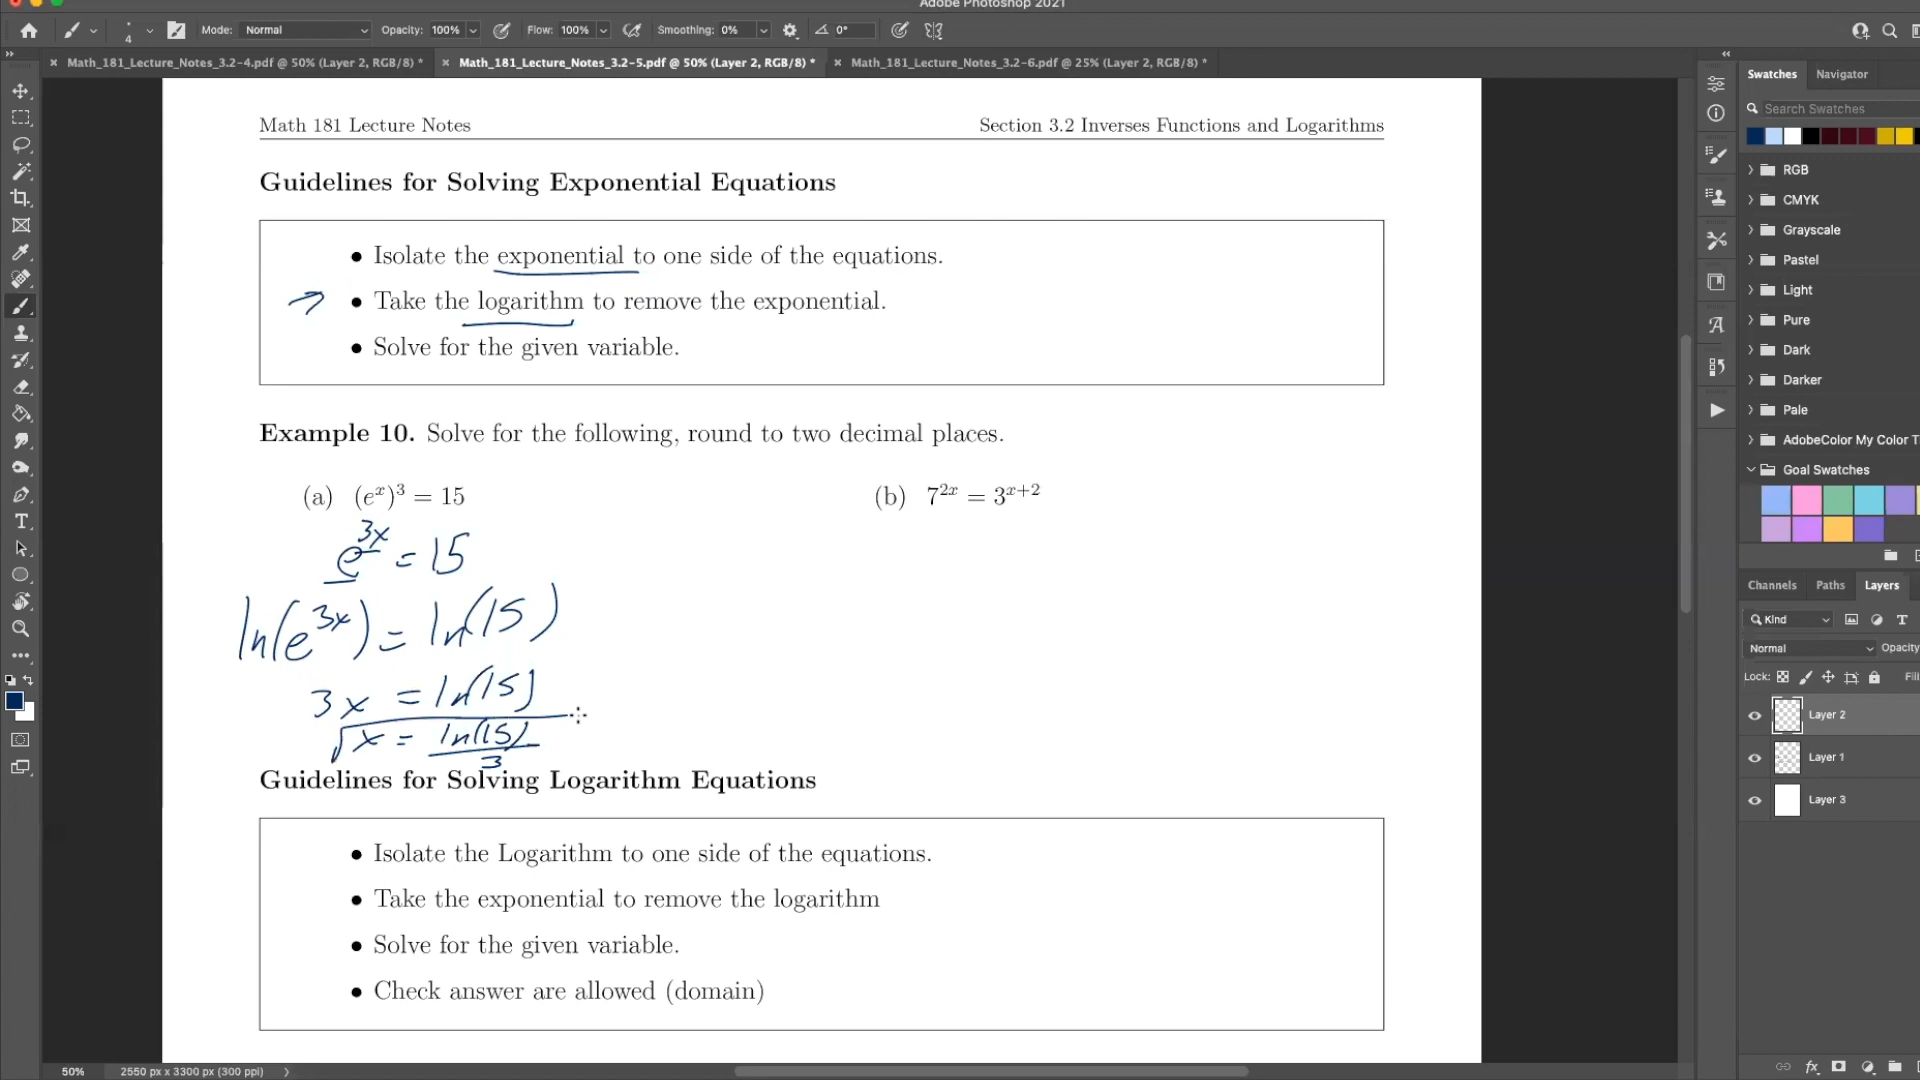 Adobe Photoshop 2021
4 Mode: Normal Opacity: 100% Flow: 100% Smoothing: 0% 0°
Math_181_Lecture_Notes_3.2-4.pdf @ 50% (Layer 2, RGB/8) * Math_181_Lecture_Notes_3.2-5.pdf @ 50% (Layer 2, RGB/8) * Math_181_Lecture_Notes_3.2-6.pdf @ 25% (Layer 2, RGB/8) *
Math 181 Lecture Notes Section 3.2 Inverses Functions and Logarithms
Guidelines for Solving Exponential Equations
• Isolate the exponential to one side of the equations.
• Take the logarithm to remove the exponential.
• Solve for the given variable.
Example 10. Solve for the following, round to two decimal places.
(a) (e^x)^3 = 15 (b) 7^{2x} = 3^{x+2}
e^{3x} = 15
ln(e^{3x}) = ln(15)
3x = ln(15)
x = ln(15)/3
Guidelines for Solving Logarithm Equations
• Isolate the Logarithm to one side of the equations.
• Take the exponential to remove the logarithm
• Solve for the given variable.
• Check answer are allowed (domain)
50% 2550 px x 3300 px (300 ppi)
Swatches Navigator
Search Swatches
RGB
CMYK
Grayscale
Pastel
Light
Pure
Dark
Darker
Pale
AdobeColor My Color T
Goal Swatches
Channels Paths Layers
Kind
Normal Opacity
Lock: Fill
Layer 2
Layer 1
Layer 3
fx